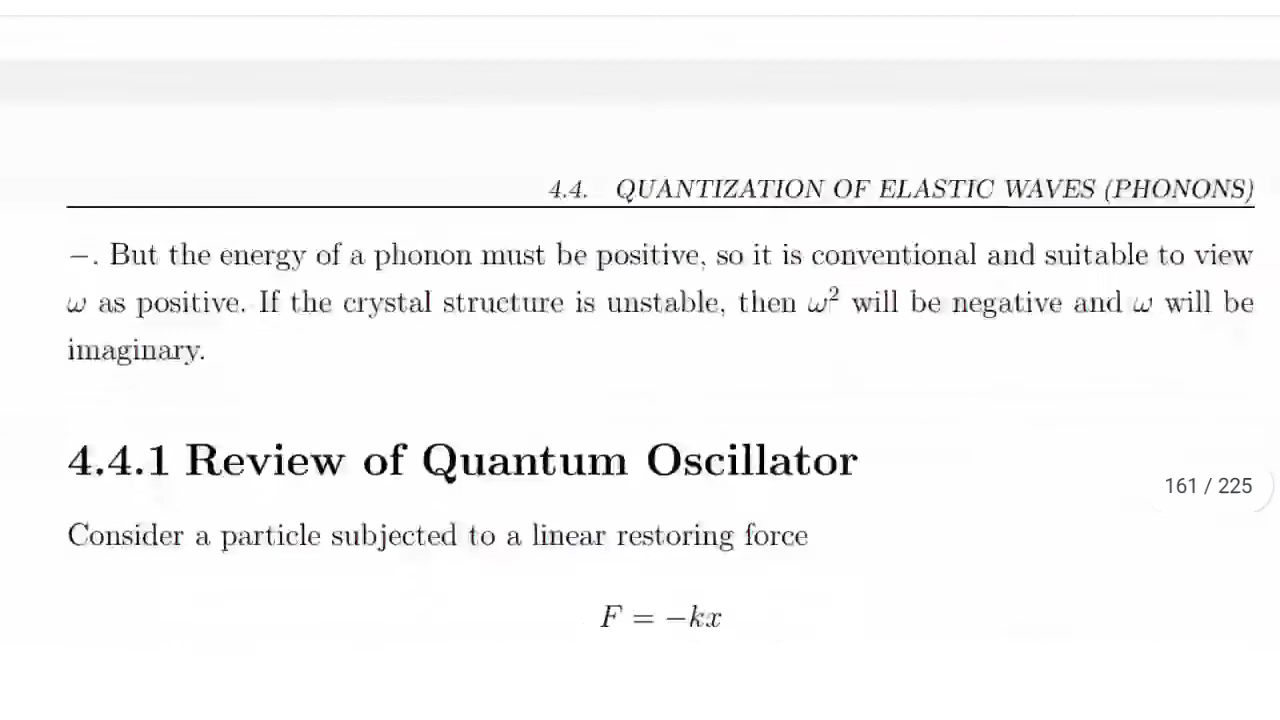 4.4. QUANTIZATION OF ELASTIC WAVES (PHONONS)
−. But the energy of a phonon must be positive, so it is conventional and suitable to view
ω as positive. If the crystal structure is unstable, then ω² will be negative and ω will be
imaginary.
4.4.1 Review of Quantum Oscillator
161 / 225
Consider a particle subjected to a linear restoring force
F = −kx